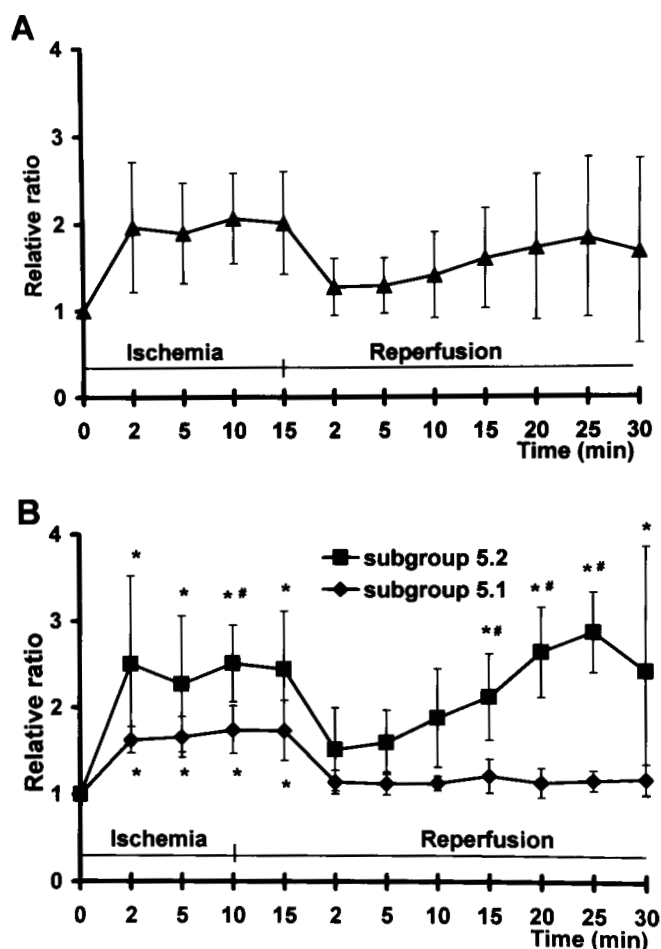 A
4
3
2
1
0
Relative ratio
Ischemia Reperfusion
0 2 5 10 15 2 5 10 15 20 25 30
Time (min)
B
4
3
2
1
0
Relative ratio
subgroup 5.2
subgroup 5.1
* * *# * *# *# *# *
* * * *
Ischemia Reperfusion
0 2 5 10 15 2 5 10 15 20 25 30
Time (min)